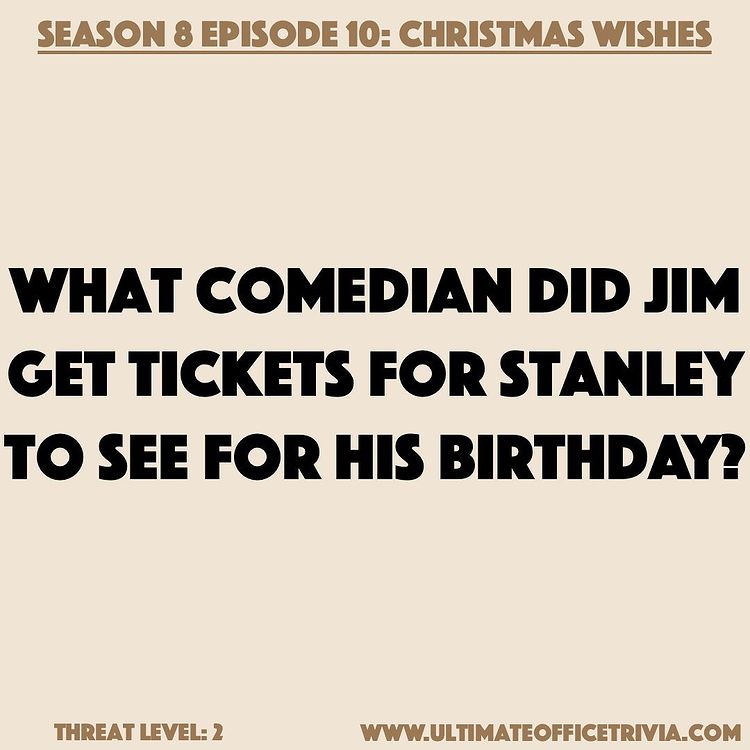 SEASON 8 EPISODE 10: CHRISTMAS WISHES
WHAT COMEDIAN DID JIM
GET TICKETS FOR STANLEY
TO SEE FOR HIS BIRTHDAY?
THREAT LEVEL: 2
WWW.ULTIMATEOFFICETRIVIA.COM